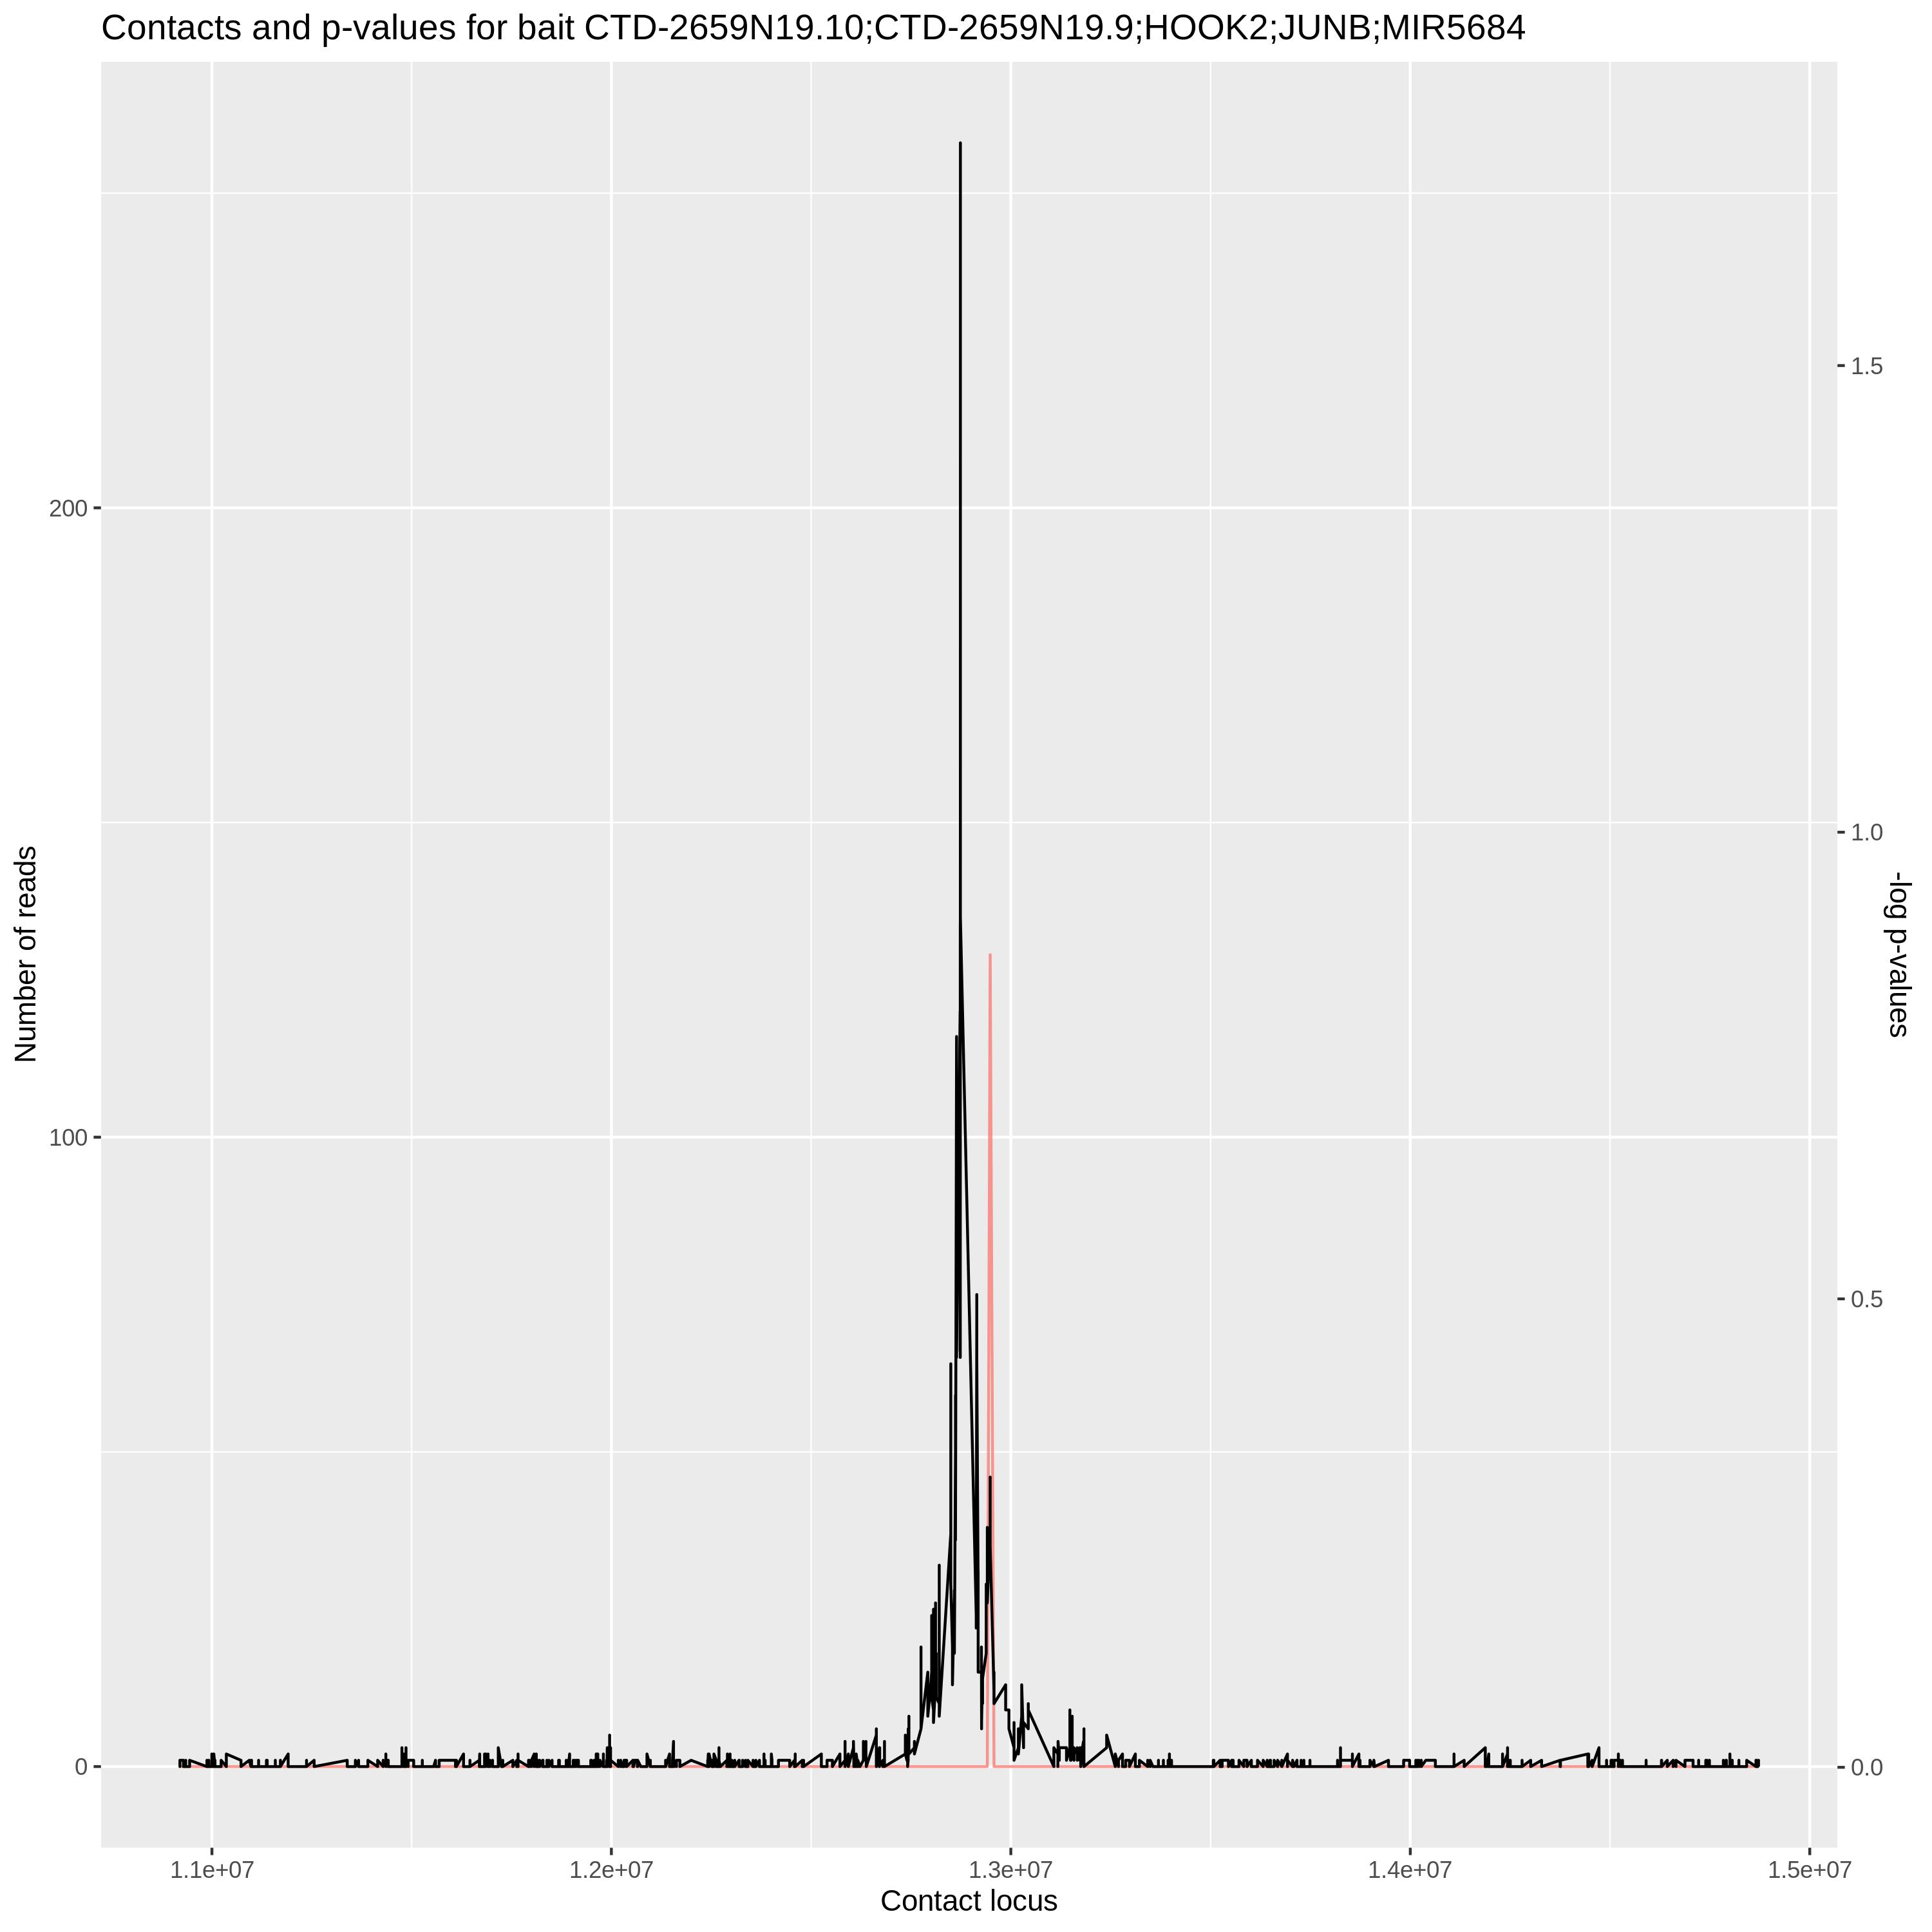 Contacts and p-values for bait CTD-2659N19.10;CTD-2659N19.9;HOOK2;JUNB;MIR5684
Number of reads
200
100
0
1.5
1.0
0.5
0.0
-log p-values
1.1e+07 1.2e+07 1.3e+07 1.4e+07 1.5e+07
Contact locus